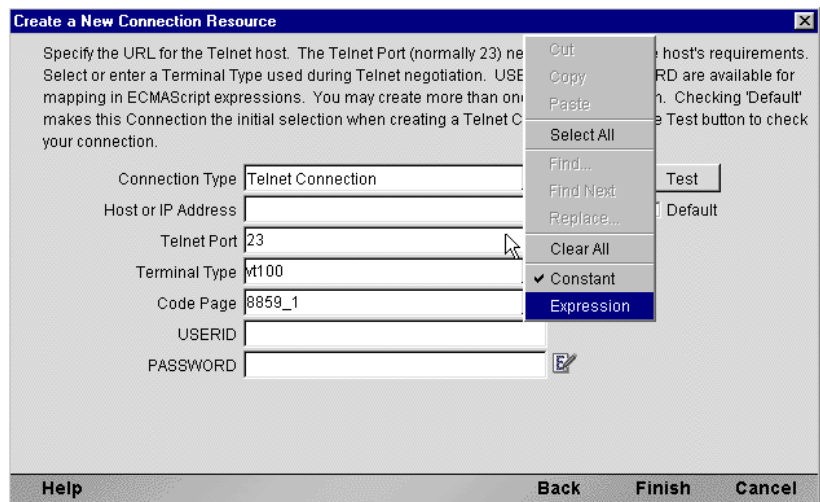 Create a New Connection Resource
Specify the URL for the Telnet host. The Telnet Port (normally 23) ne host's requirements.
Select or enter a Terminal Type used during Telnet negotiation. USE RD are available for
mapping in ECMAScript expressions. You may create more than on n. Checking 'Default'
makes this Connection the initial selection when creating a Telnet C e Test button to check
your connection.
Cut
Copy
Paste
Select All
Find...
Find Next
Replace...
Clear All
Constant
Expression
Connection Type Telnet Connection
Test
Host or IP Address
Default
Telnet Port 23
Terminal Type vt100
Code Page 8859_1
USERID
PASSWORD
Help Back Finish Cancel